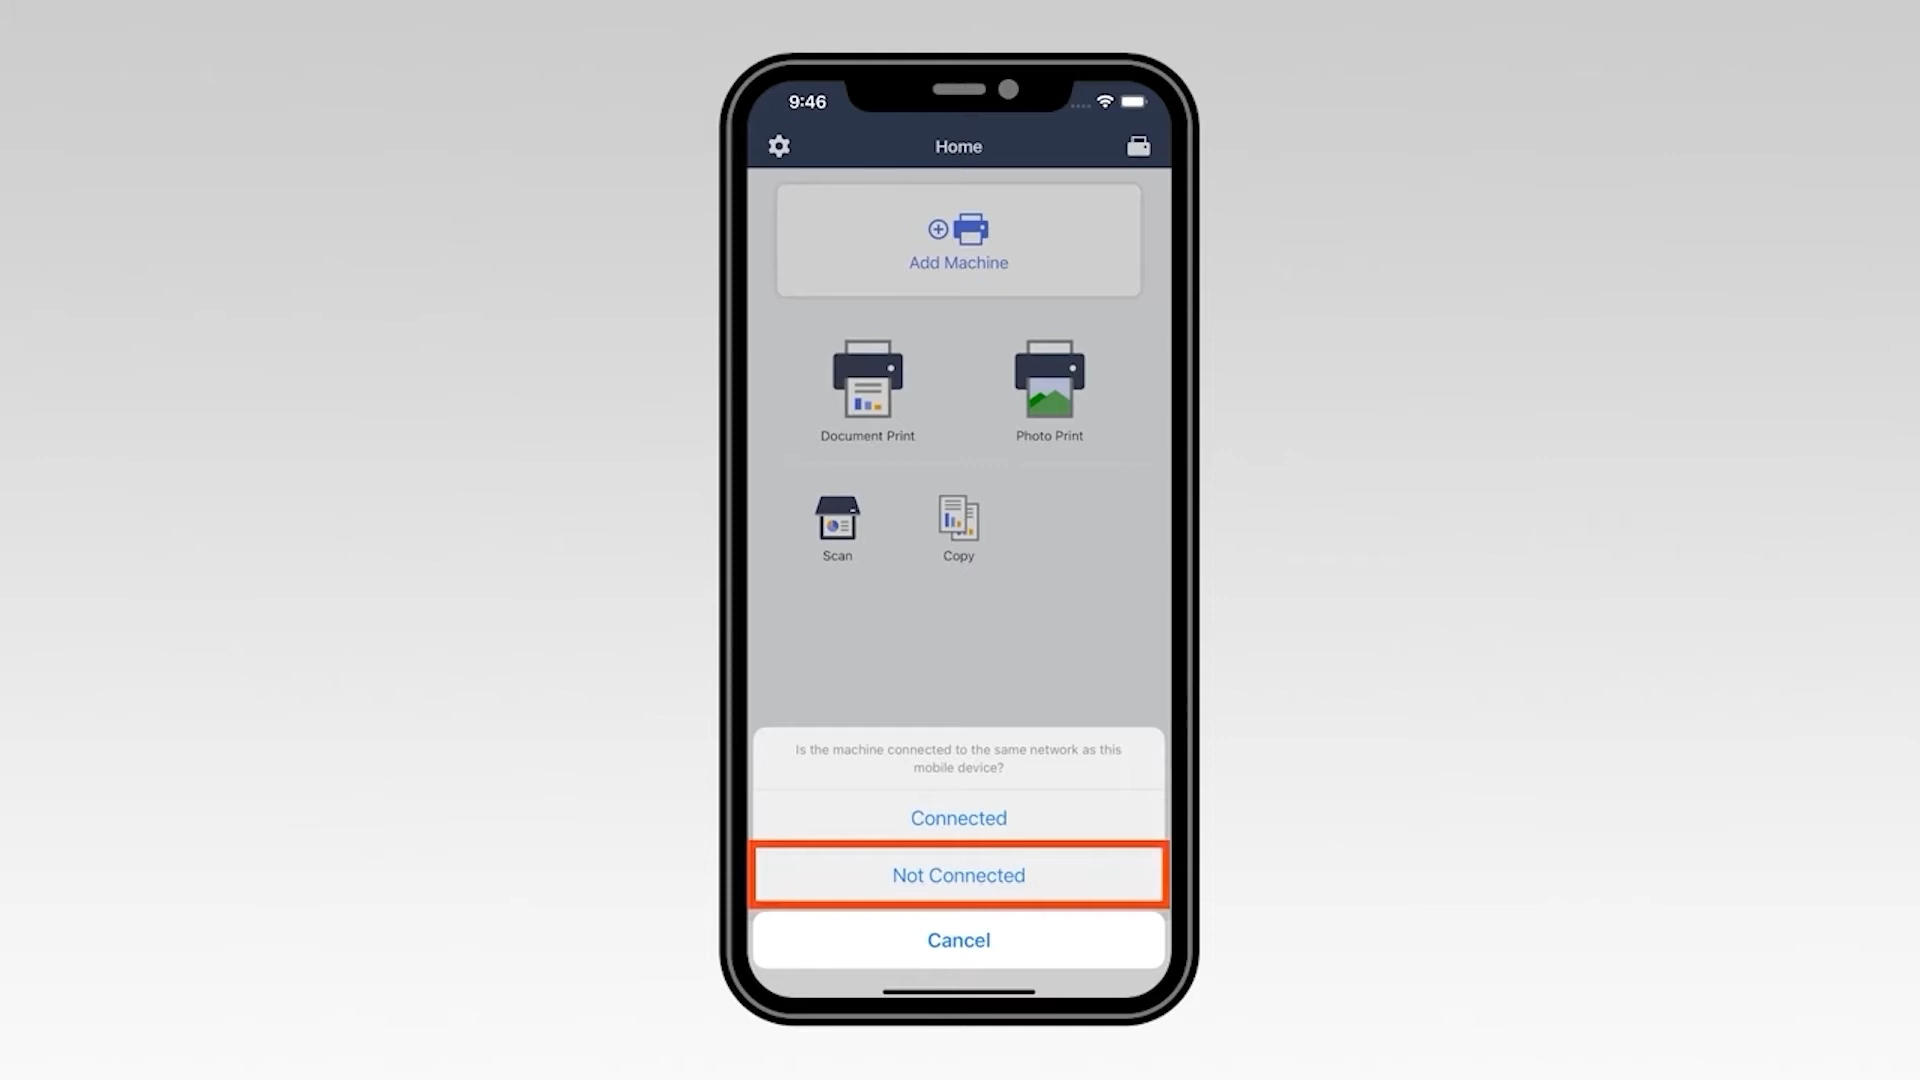 9:46
Home
Add Machine
Document Print
Photo Print
Scan
Copy
Is the machine connected to the same network as this
mobile device?
Connected
Not Connected
Cancel